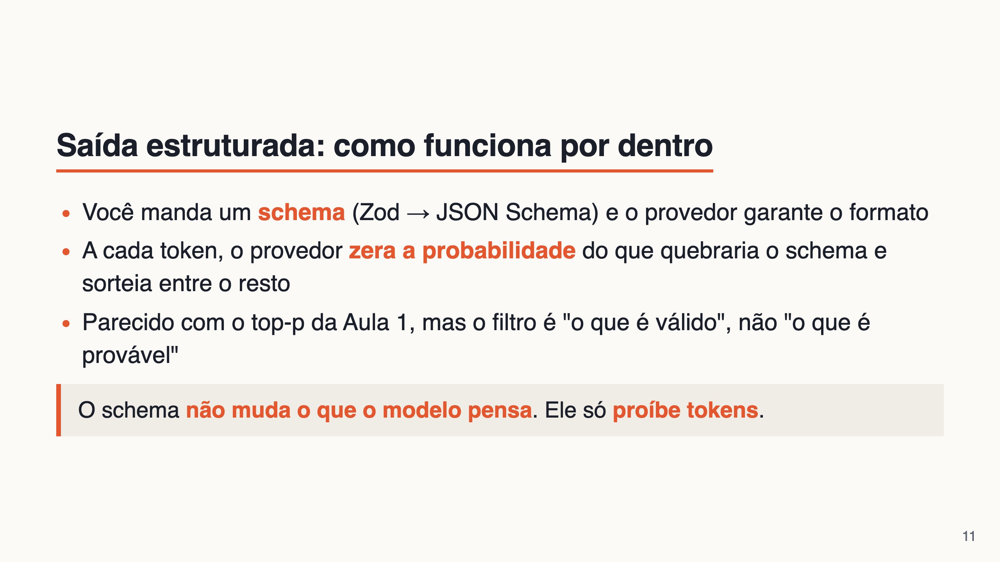 Saída estruturada: como funciona por dentro
• Você manda um schema (Zod → JSON Schema) e o provedor garante o formato
• A cada token, o provedor zera a probabilidade do que quebraria o schema e
sorteia entre o resto
• Parecido com o top-p da Aula 1, mas o filtro é "o que é válido", não "o que é
provável"
O schema não muda o que o modelo pensa. Ele só proíbe tokens.
11